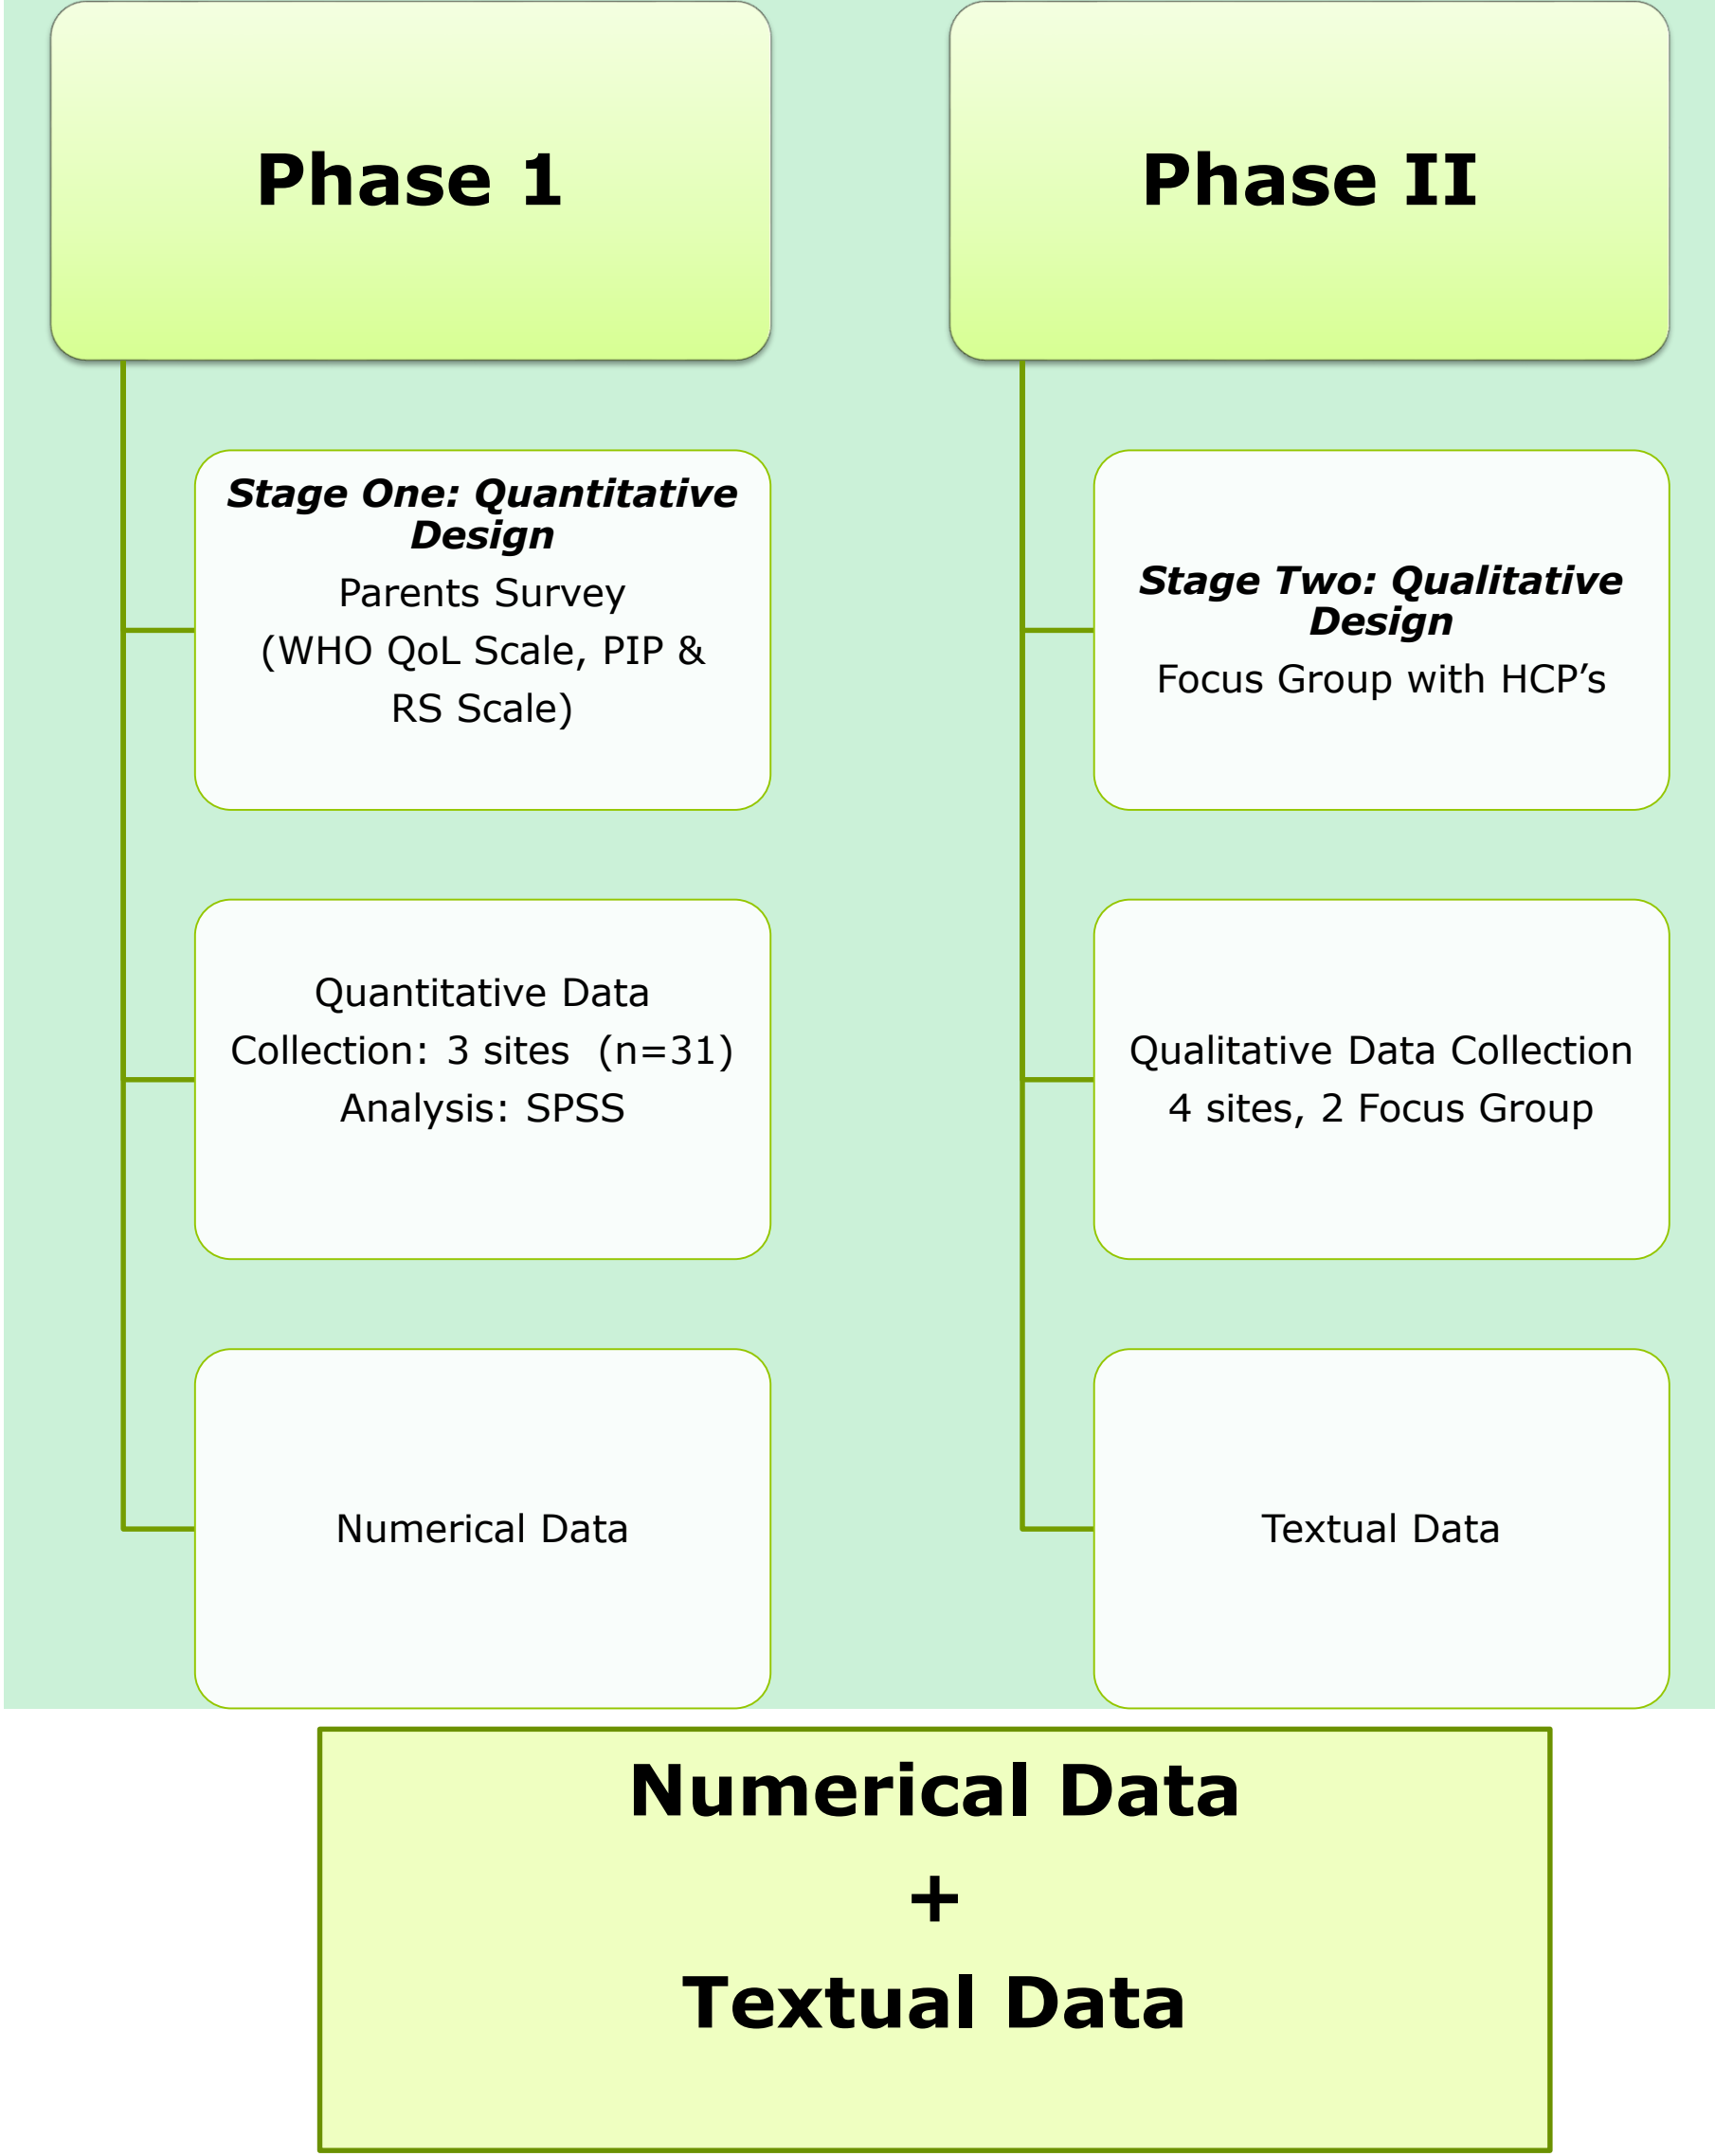 Phase 1
Stage One: Quantitative
Design
Parents Survey
(WHO QoL Scale, PIP &
RS Scale)
Quantitative Data
Collection: 3 sites  (n=31)
Analysis: SPSS
Numerical Data
Phase II
Stage Two: Qualitative
Design
Focus Group with HCP’s
Qualitative Data Collection
4 sites, 2 Focus Group
Textual Data
Numerical Data
+
Textual Data